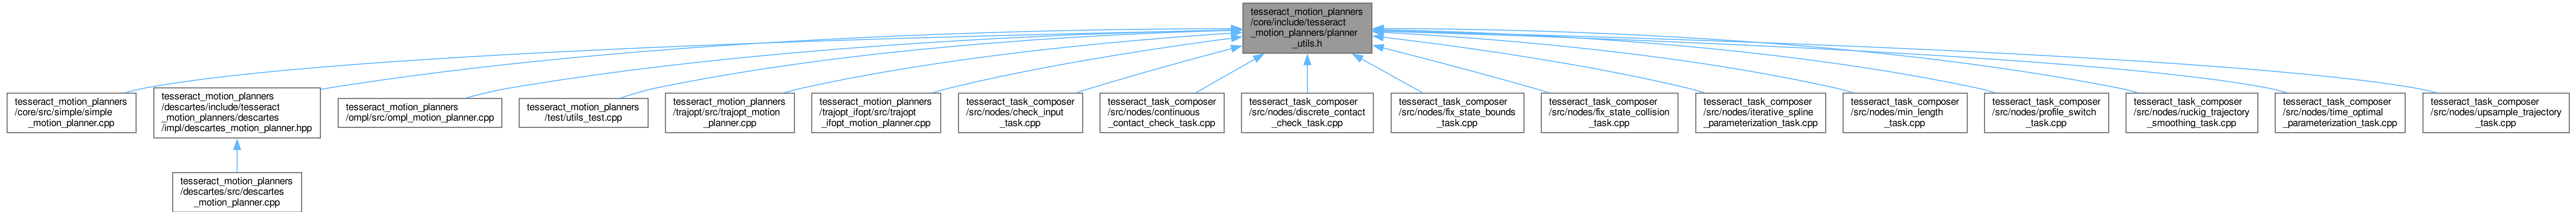 tesseract_motion_planners
/core/include/tesseract
_motion_planners/planner
_utils.h
tesseract_motion_planners
/core/src/simple/simple
_motion_planner.cpp
tesseract_motion_planners
/descartes/include/tesseract
_motion_planners/descartes
/impl/descartes_motion_planner.hpp
tesseract_motion_planners
/ompl/src/ompl_motion_planner.cpp
tesseract_motion_planners
/test/utils_test.cpp
tesseract_motion_planners
/trajopt/src/trajopt_motion
_planner.cpp
tesseract_motion_planners
/trajopt_ifopt/src/trajopt
_ifopt_motion_planner.cpp
tesseract_task_composer
/src/nodes/check_input
_task.cpp
tesseract_task_composer
/src/nodes/continuous
_contact_check_task.cpp
tesseract_task_composer
/src/nodes/discrete_contact
_check_task.cpp
tesseract_task_composer
/src/nodes/fix_state_bounds
_task.cpp
tesseract_task_composer
/src/nodes/fix_state_collision
_task.cpp
tesseract_task_composer
/src/nodes/iterative_spline
_parameterization_task.cpp
tesseract_task_composer
/src/nodes/min_length
_task.cpp
tesseract_task_composer
/src/nodes/profile_switch
_task.cpp
tesseract_task_composer
/src/nodes/ruckig_trajectory
_smoothing_task.cpp
tesseract_task_composer
/src/nodes/time_optimal
_parameterization_task.cpp
tesseract_task_composer
/src/nodes/upsample_trajectory
_task.cpp
tesseract_motion_planners
/descartes/src/descartes
_motion_planner.cpp